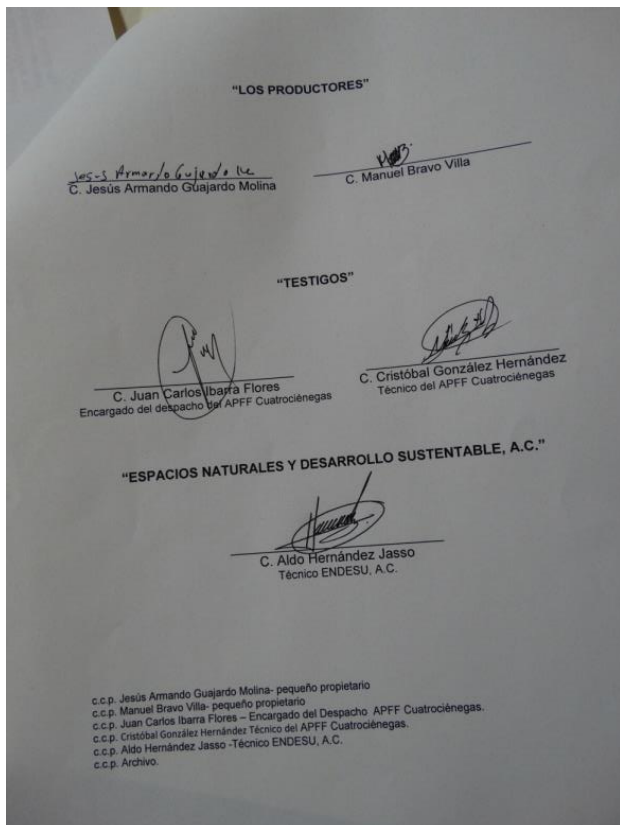 "LOS PRODUCTORES"
Jesus Armando Guajardo
C. Jesús Armando Guajardo Molina
C. Manuel Bravo Villa
"TESTIGOS"
C. Juan Carlos Ibarra Flores
Encargado del despacho del APFF Cuatrociénegas
C. Cristóbal González Hernández
Técnico del APFF Cuatrociénegas
"ESPACIOS NATURALES Y DESARROLLO SUSTENTABLE, A.C."
C. Aldo Hernández Jasso
Técnico ENDESU, A.C.
c.c.p. Jesús Armando Guajardo Molina- pequeño propietario
c.c.p. Manuel Bravo Villa- pequeño propietario
c.c.p. Juan Carlos Ibarra Flores – Encargado del Despacho APFF Cuatrociénegas.
c.c.p. Cristóbal González Hernández Técnico del APFF Cuatrociénegas.
c.c.p. Aldo Hernández Jasso -Técnico ENDESU, A.C.
c.c.p. Archivo.